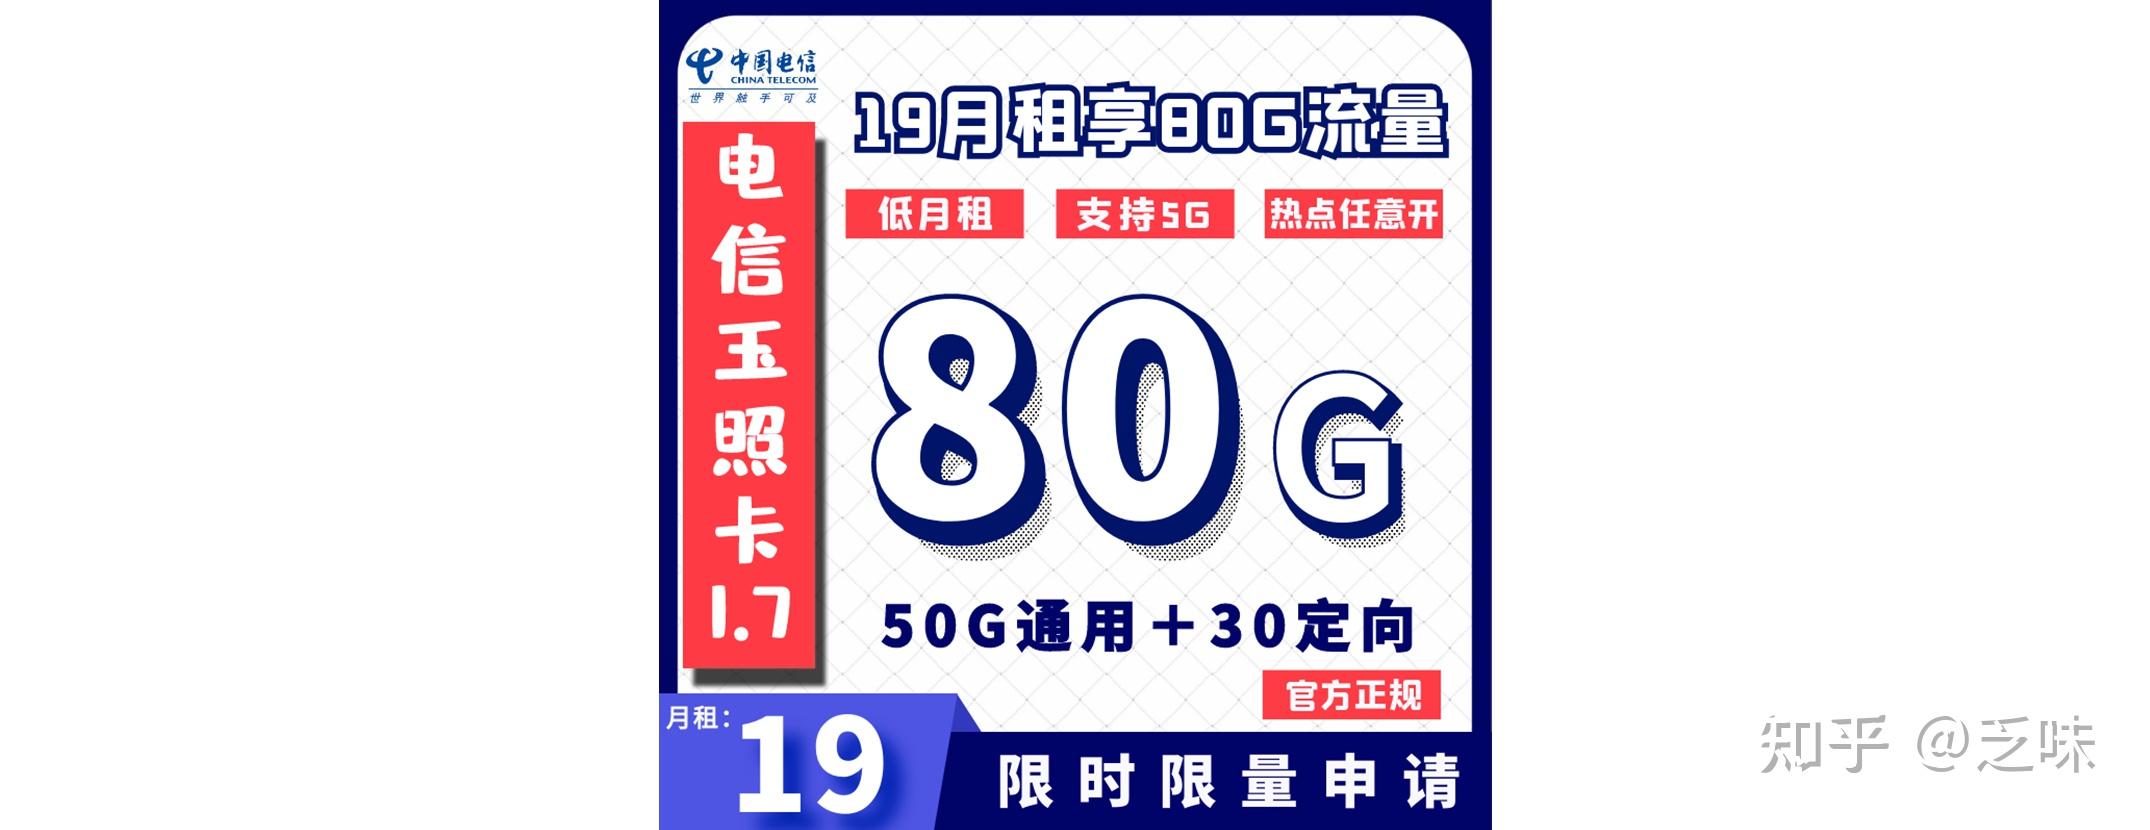 中国电信
CHINA TELECOM
世界触手可及
电信玉照卡1.7
19月租享80G流量
低月租
支持5G
热点任意开
80G
50G通用＋30定向
官方正规
月租：19
限时限量申请
知乎 @乏味